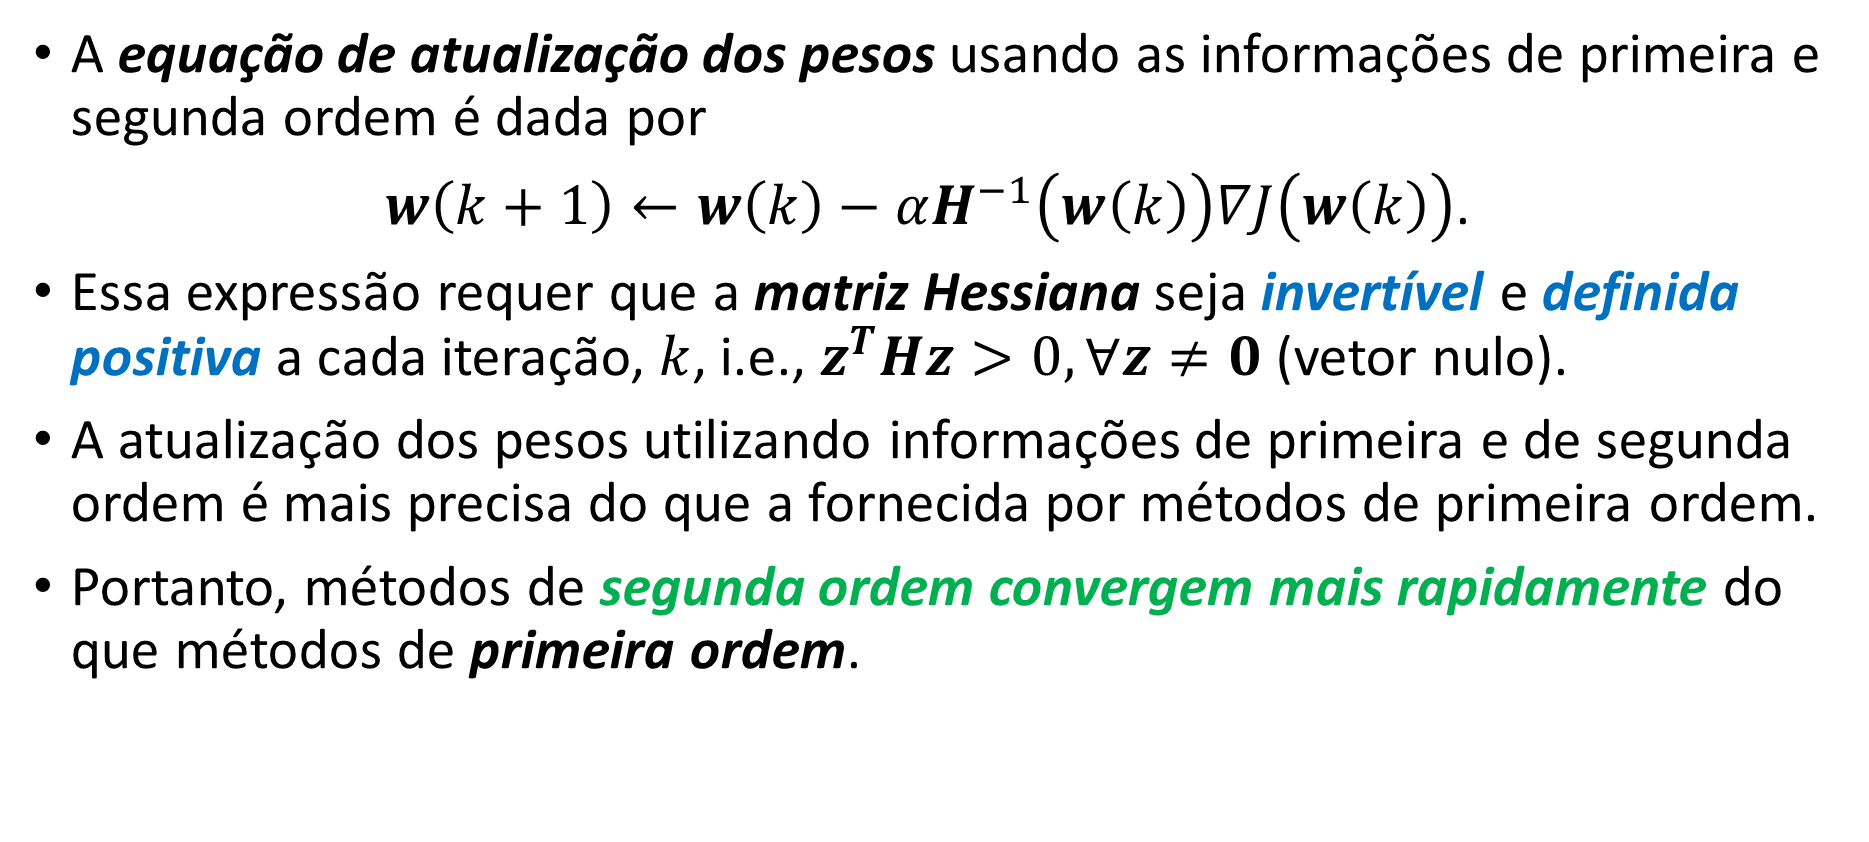 • A equação de atualização dos pesos usando as informações de primeira e
segunda ordem é dada por
𝒘(𝑘 + 1) ← 𝒘(𝑘) − 𝛼𝑯⁻¹(𝒘(𝑘))∇𝐽(𝒘(𝑘)).
• Essa expressão requer que a matriz Hessiana seja invertível e definida
positiva a cada iteração, 𝑘, i.e., 𝒛ᵀ𝑯𝒛 > 0, ∀𝒛 ≠ 𝟎 (vetor nulo).
• A atualização dos pesos utilizando informações de primeira e de segunda
ordem é mais precisa do que a fornecida por métodos de primeira ordem.
• Portanto, métodos de segunda ordem convergem mais rapidamente do
que métodos de primeira ordem.